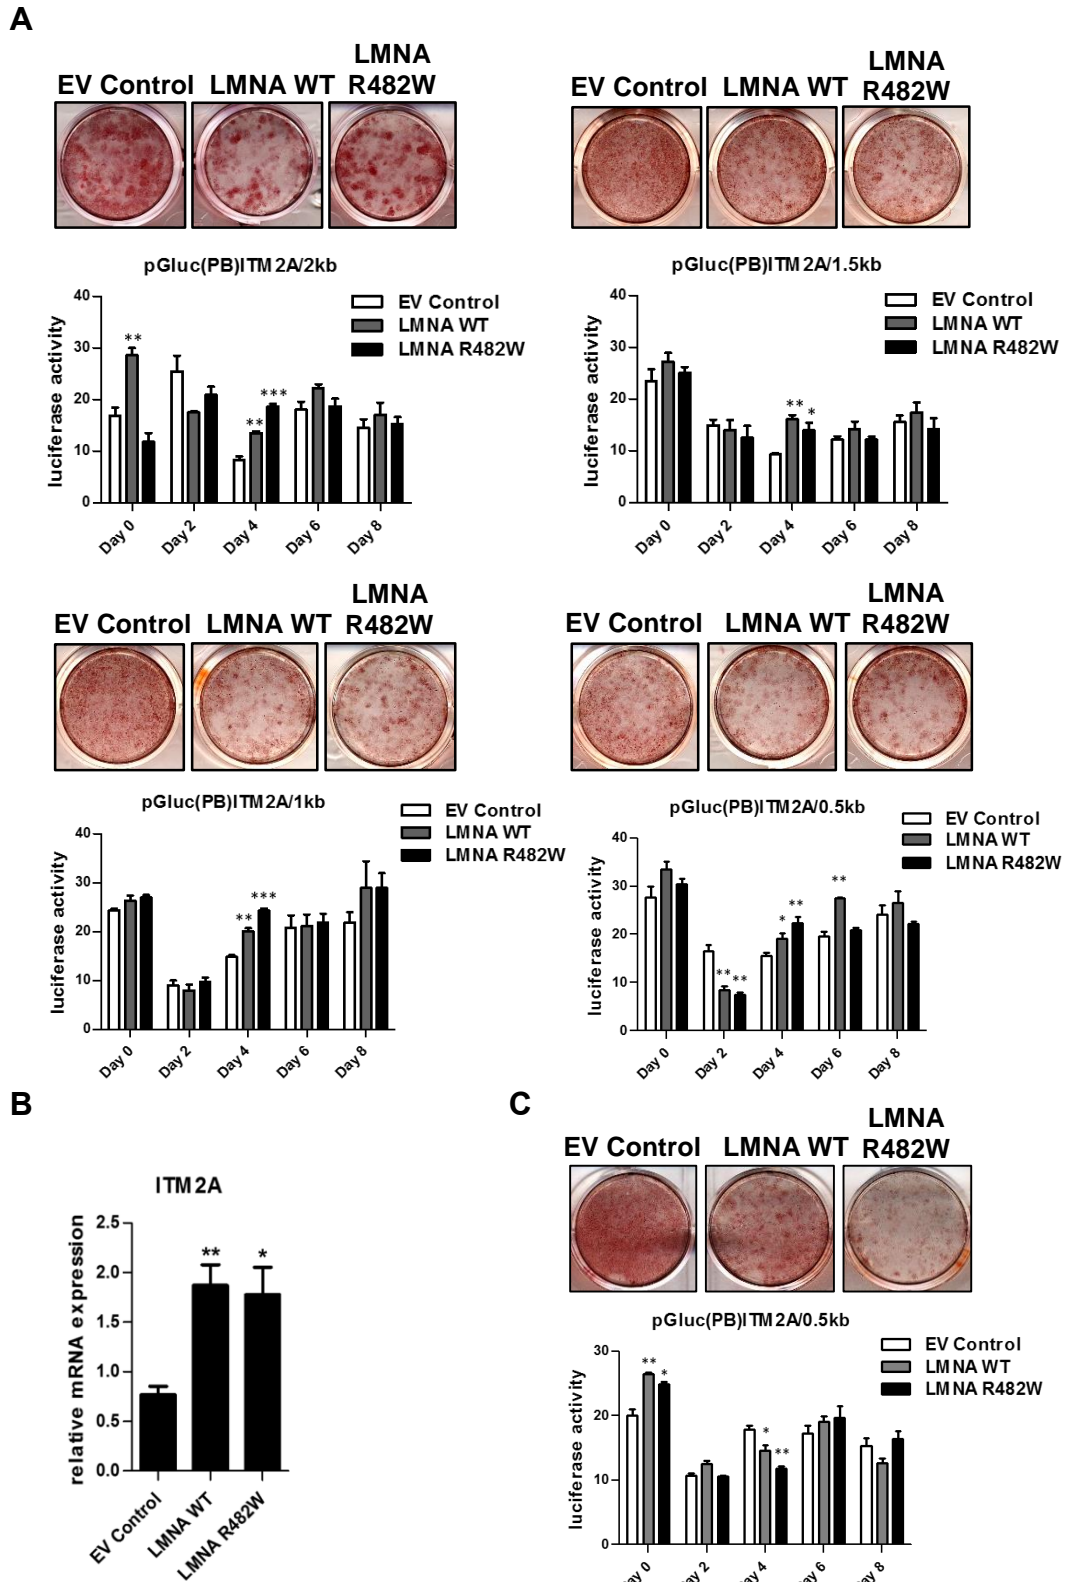 A
EV Control LMNA WT LMNA R482W
pGluc(PB)ITM2A/2kb
luciferase activity
40
30
20
10
0
** ** ***
EV Control
LMNA WT
LMNA R482W
Day 0 Day 2 Day 4 Day 6 Day 8
EV Control LMNA WT LMNA R482W
pGluc(PB)ITM2A/1.5kb
luciferase activity
40
30
20
10
0
** *
EV Control
LMNA WT
LMNA R482W
Day 0 Day 2 Day 4 Day 6 Day 8
EV Control LMNA WT LMNA R482W
pGluc(PB)ITM2A/1kb
luciferase activity
40
30
20
10
0
** ***
EV Control
LMNA WT
LMNA R482W
Day 0 Day 2 Day 4 Day 6 Day 8
EV Control LMNA WT LMNA R482W
pGluc(PB)ITM2A/0.5kb
luciferase activity
40
30
20
10
0
** ** * ** **
EV Control
LMNA WT
LMNA R482W
Day 0 Day 2 Day 4 Day 6 Day 8
B
ITM2A
relative mRNA expression
2.5
2.0
1.5
1.0
0.5
0.0
** *
EV Control LMNA WT LMNA R482W
C
EV Control LMNA WT LMNA R482W
pGluc(PB)ITM2A/0.5kb
luciferase activity
30
20
10
0
** * * **
EV Control
LMNA WT
LMNA R482W
0 2 4 6 8